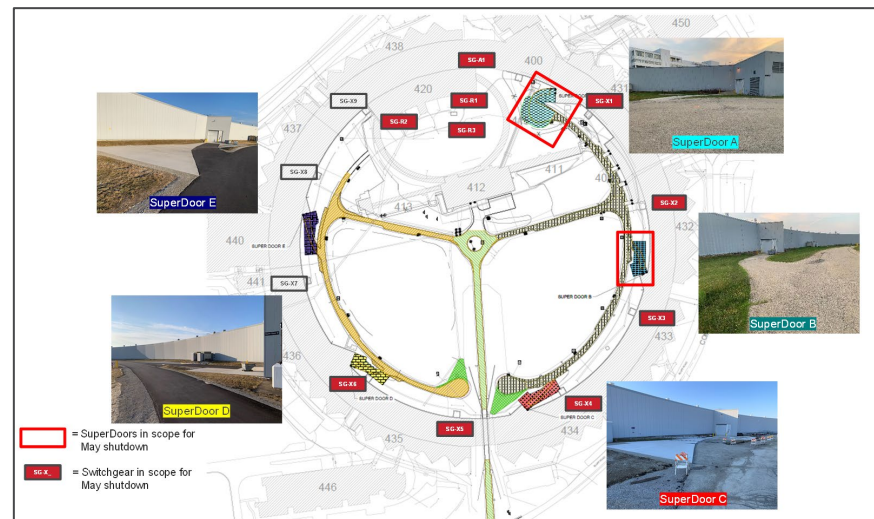 450
438
400
SG-A1
431
420
SG-X9
SG-R1
SG-X1
SG-R2
SG-R3
437
SuperDoor A
SG-X8
411
412
413
SG-X2
432
SuperDoor E
440
SUPER DOOR E
441
SG-X7
SUPER DOOR B
SG-X3
433
SuperDoor B
436
SG-X6
SUPER DOOR D
SuperDoor D
SG-X4
SUPER DOOR C
SG-X5
434
435
446
= SuperDoors in scope for
May shutdown
SG-X_
= Switchgear in scope for
May shutdown
SuperDoor C